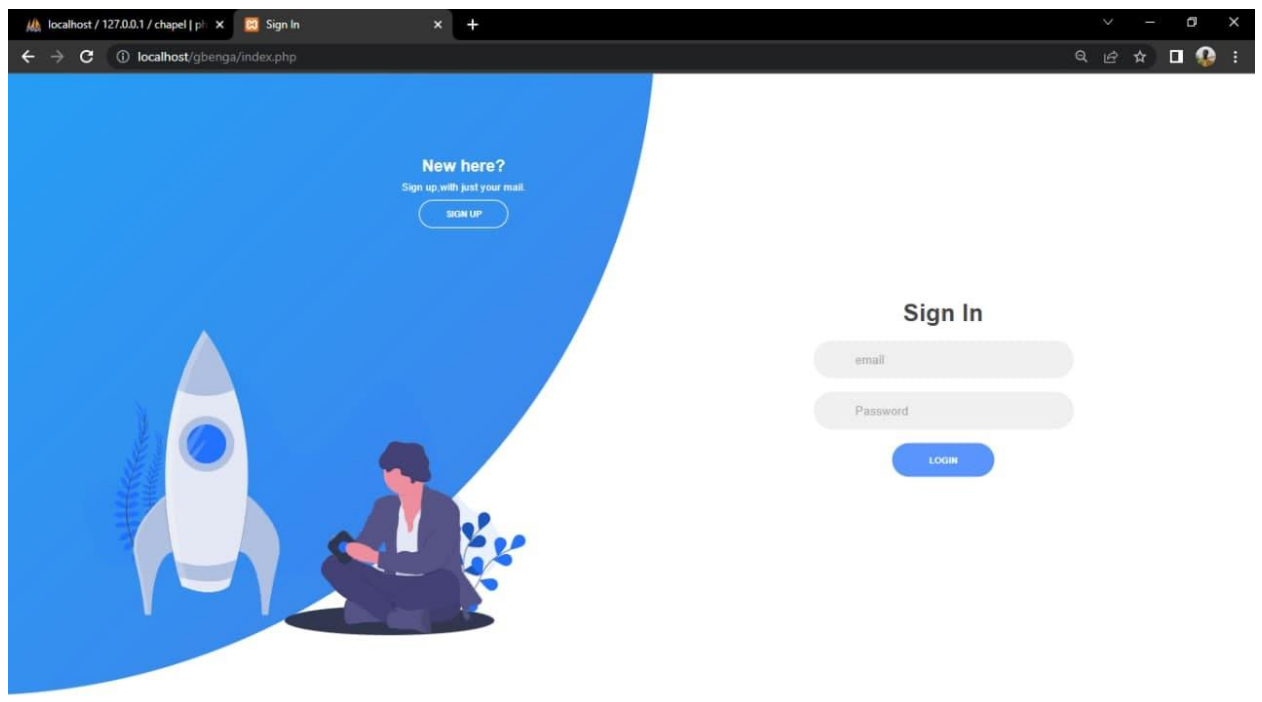 localhost / 127.0.0.1 / chapel | ph
Sign In
localhost/gbenga/index.php
New here?
Sign up,with just your mail.
SIGN UP
Sign In
email
Password
LOGIN